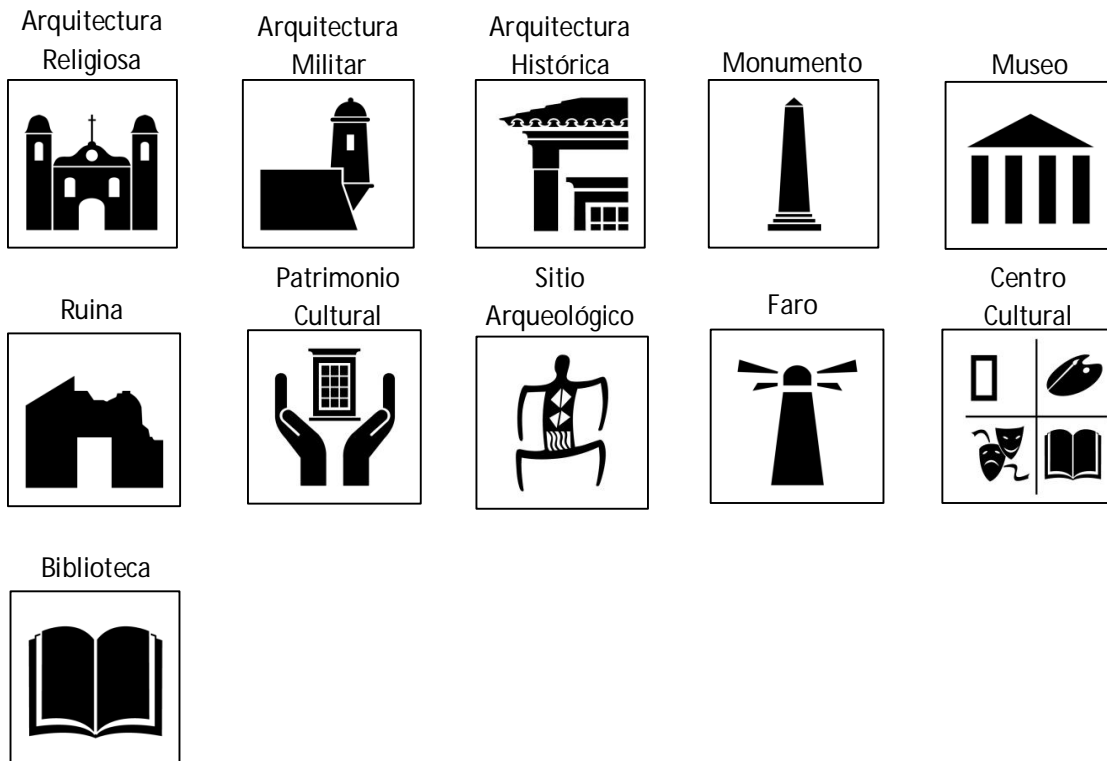 Arquitectura
Religiosa
Arquitectura
Militar
Arquitectura
Histórica
Monumento
Museo
Ruina
Patrimonio
Cultural
Sitio
Arqueológico
Faro
Centro
Cultural
Biblioteca